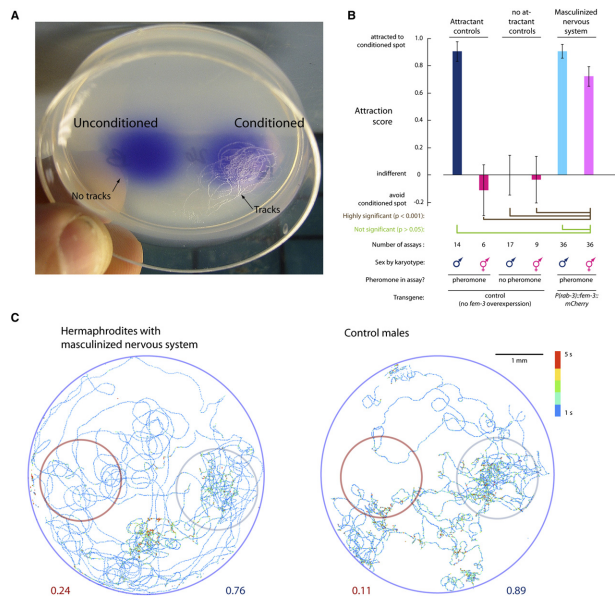 A
Unconditioned
Conditioned
No tracks
Tracks
B
Attractant
controls
no at-
tractant
controls
Masculinized
nervous
system
attracted to
conditioned spot
Attraction
score
indifferent
avoid
conditioned spot
1.0
0.8
0.6
0.4
0.2
0
-0.2
Highly significant (p < 0.001):
Not significant (p > 0.05):
Number of assays :
14
6
17
9
36
36
Sex by karyotype:
♂
⚥
♂
⚥
♂
⚥
Pheromone in assay?
pheromone
no pheromone
pheromone
Transgene:
control
(no fem-3 overexperssion)
P(rab-3)::fem-3::
mCherry
C
Hermaphrodites with
masculinized nervous system
Control males
1 mm
5 s
1 s
0.24
0.76
0.11
0.89